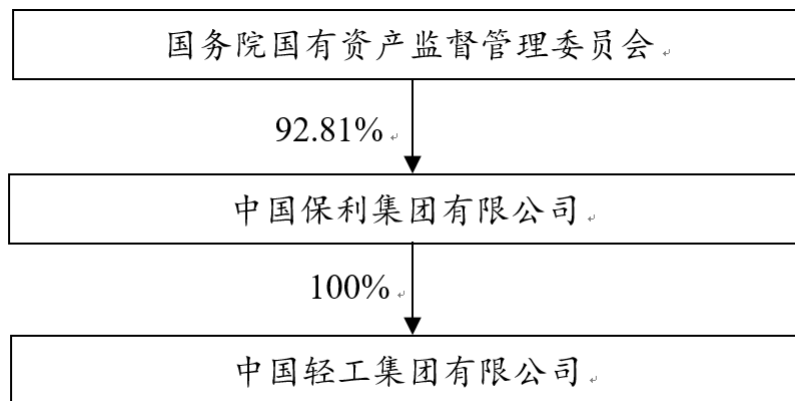 国务院国有资产监督管理委员会
92.81%
中国保利集团有限公司
100%
中国轻工集团有限公司